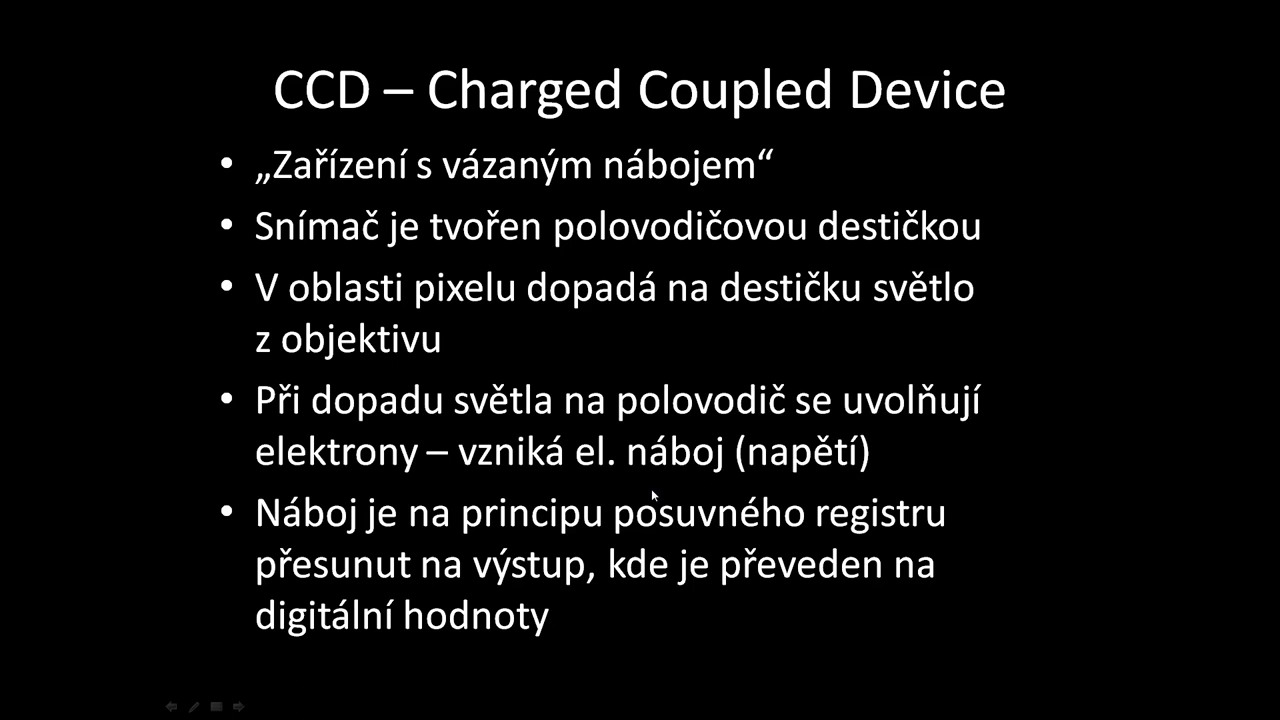 CCD – Charged Coupled Device
• „Zařízení s vázaným nábojem“
• Snímač je tvořen polovodičovou destičkou
• V oblasti pixelu dopadá na destičku světlo
z objektivu
• Při dopadu světla na polovodič se uvolňují
elektrony – vzniká el. náboj (napětí)
• Náboj je na principu posuvného registru
přesunut na výstup, kde je převeden na
digitální hodnoty